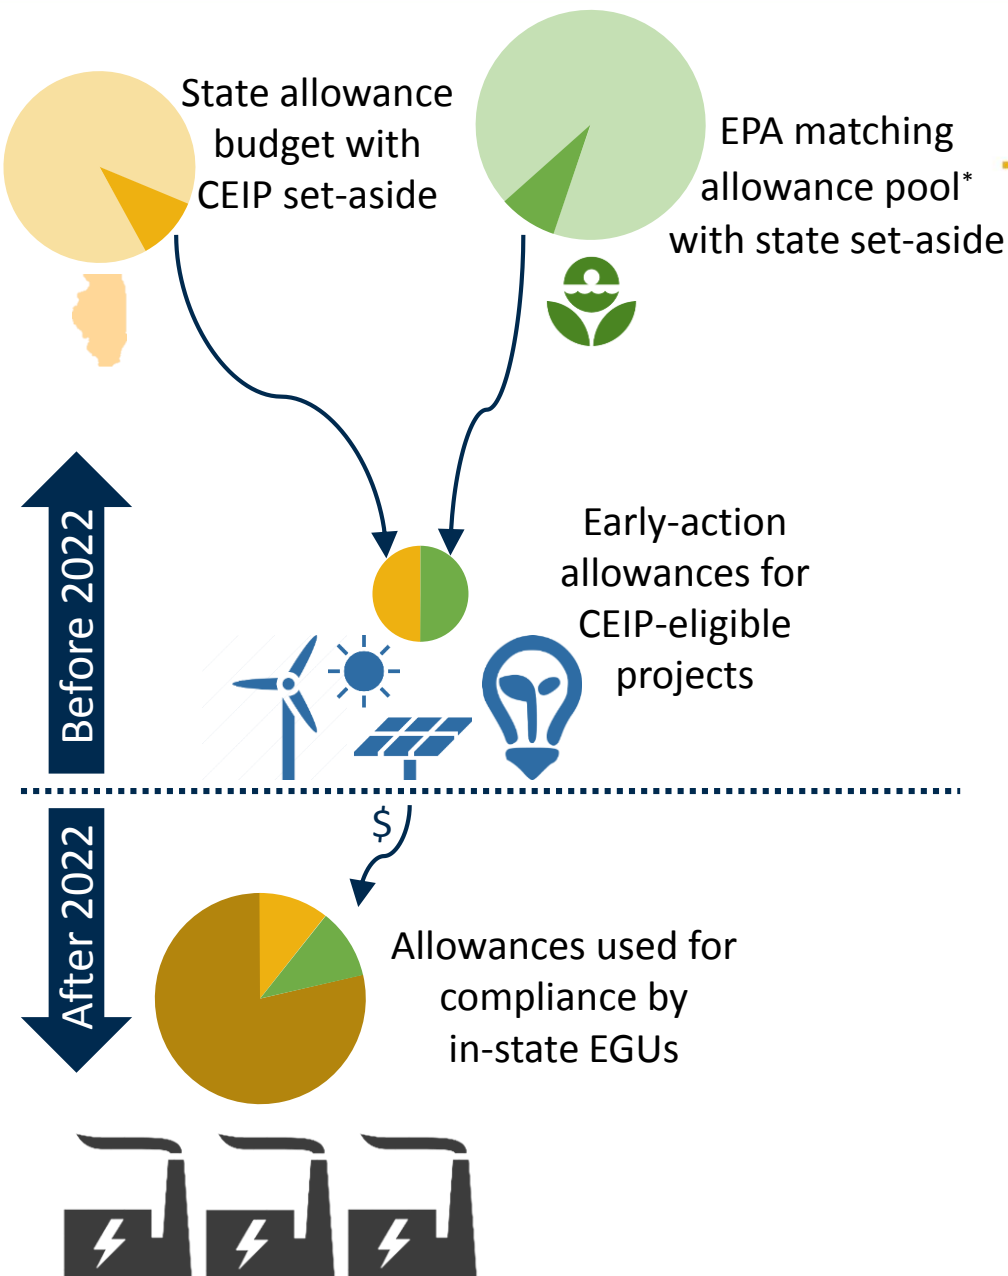 State allowance
budget with
CEIP set-aside
EPA matching
allowance pool*
with state set-aside
Before 2022
Early-action
allowances for
CEIP-eligible
projects
After 2022
$
Allowances used for
compliance by
in-state EGUs